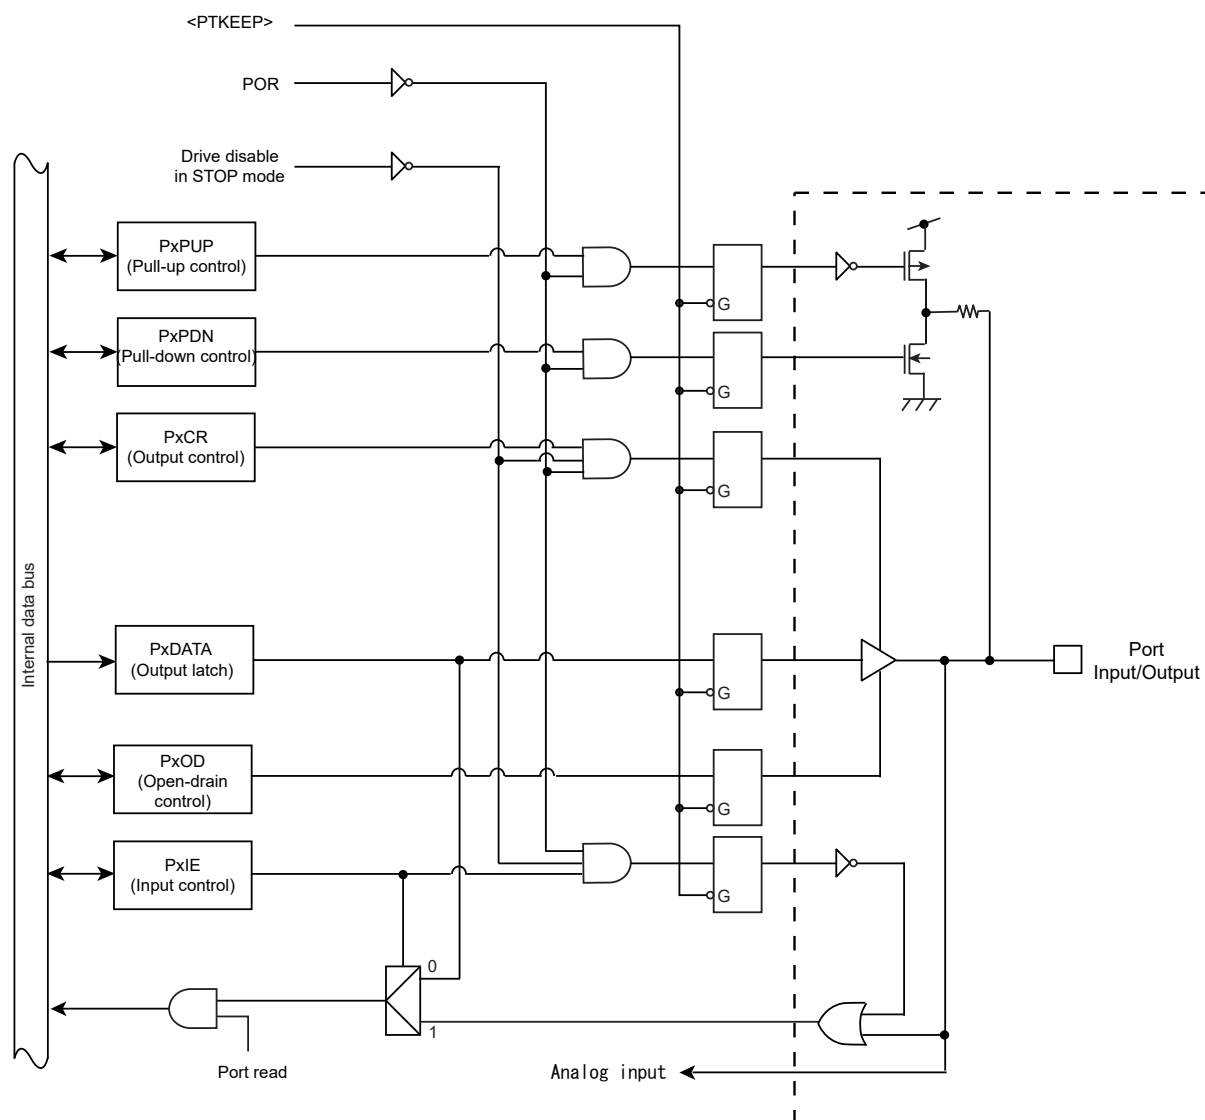 <PTKEEP>
POR
Drive disable
in STOP mode
PxPUP
(Pull-up control)
G
PxPDN
(Pull-down control)
G
PxCR
(Output control)
G
Internal data bus
PxDATA
(Output latch)
G
Port
Input/Output
PxOD
(Open-drain
control)
G
PxIE
(Input control)
G
0
1
Port read
Analog input